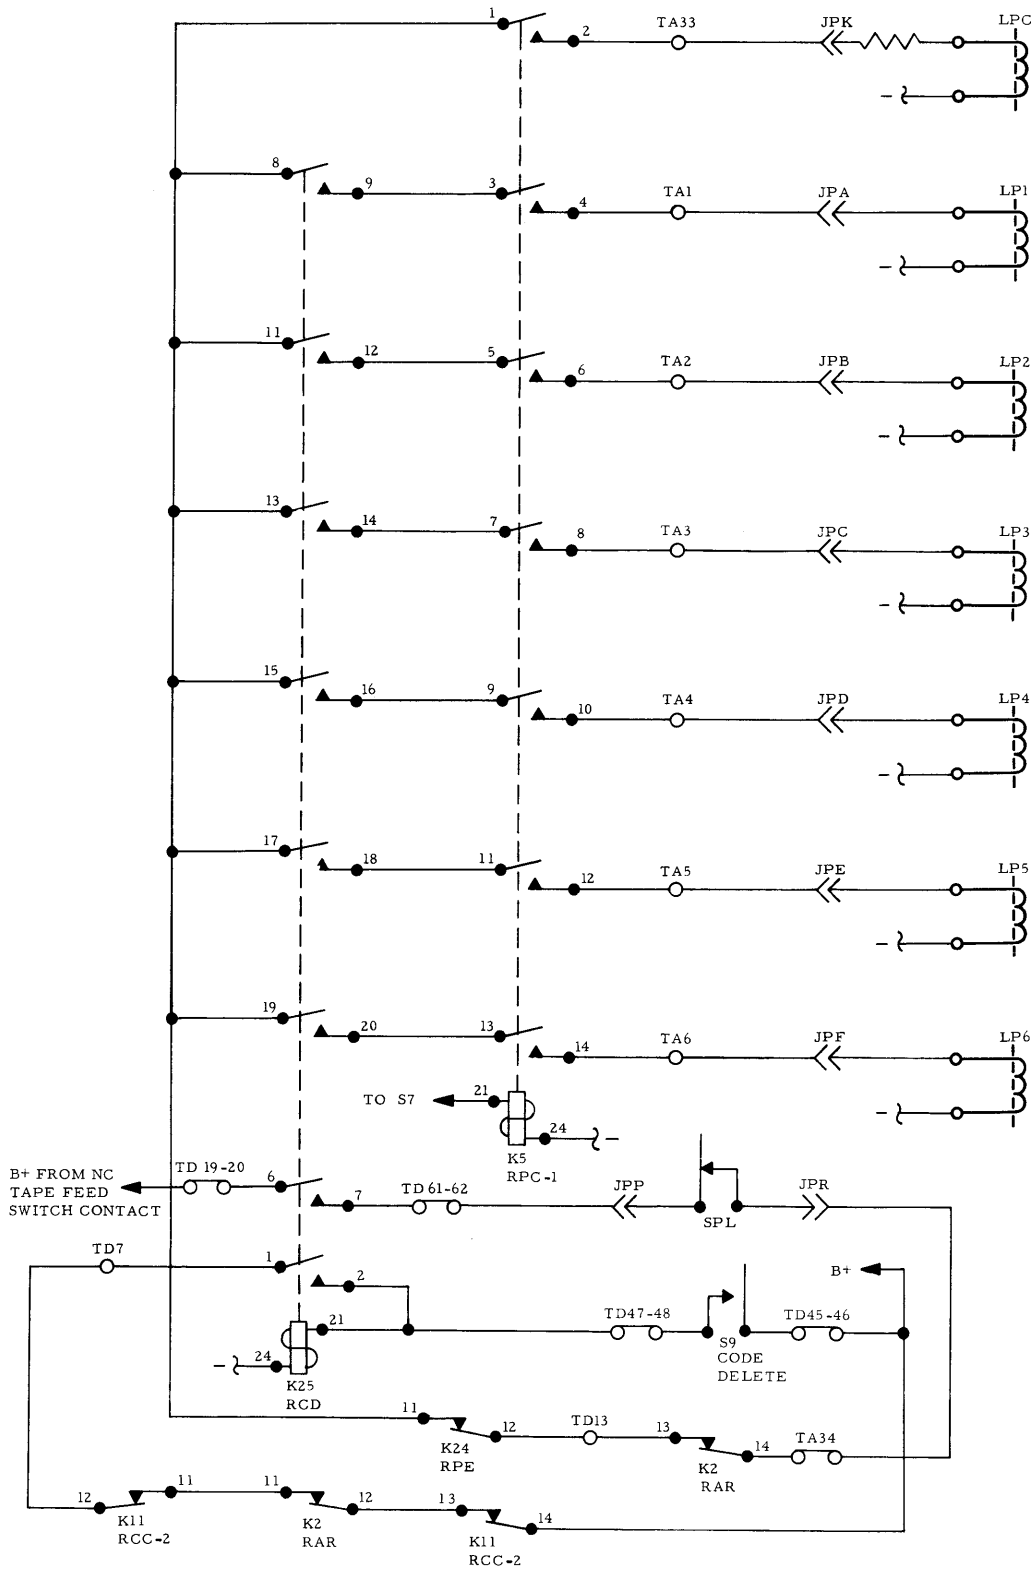 1
2
TA33
JPK
LPC
–
8
9
3
4
TA1
JPA
LP1
–
11
12
5
6
TA2
JPB
LP2
–
13
14
7
8
TA3
JPC
LP3
–
15
16
9
10
TA4
JPD
LP4
–
17
18
11
12
TA5
JPE
LP5
–
19
20
13
14
TA6
JPF
LP6
–
TO S7
21
24
–
K5
RPC-1
B+ FROM NC
TAPE FEED
SWITCH CONTACT
TD 19-20
6
7
TD 61-62
JPP
SPL
JPR
TD7
1
2
B+
21
TD47-48
S9
CODE
DELETE
TD45-46
–
24
K25
RCD
11
12
K24
RPE
TD13
13
14
K2
RAR
TA34
12
11
K11
RCC-2
11
12
K2
RAR
13
14
K11
RCC-2